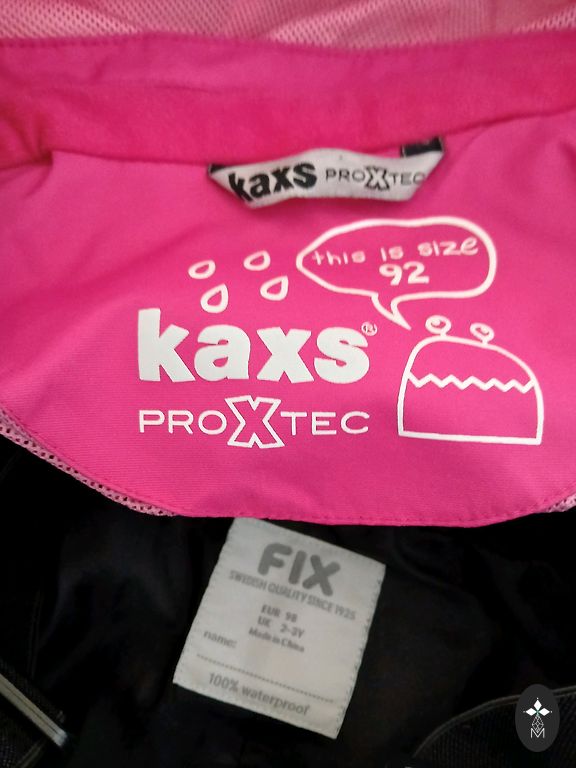 kaxs PROXTEC
this is size
92
kaxs®
PROXTEC
FIX
SWEDISH QUALITY SINCE 1925
EUR 98
UK 2-3Y
Made in China
name:
100% waterproof